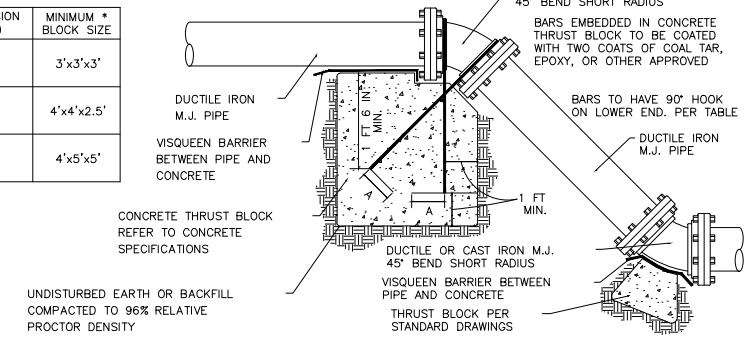 SION
)
MINIMUM *
BLOCK SIZE
3'x3'x3'
4'x4'x2.5'
4'x5'x5'
45° BEND SHORT RADIUS
BARS EMBEDDED IN CONCRETE
THRUST BLOCK TO BE COATED
WITH TWO COATS OF COAL TAR,
EPOXY, OR OTHER APPROVED
BARS TO HAVE 90° HOOK
ON LOWER END. PER TABLE
DUCTILE IRON
M.J. PIPE
DUCTILE IRON
M.J. PIPE
VISQUEEN BARRIER
BETWEEN PIPE AND
CONCRETE
1 FT 6 IN
MIN.
A
A
1 FT
MIN.
CONCRETE THRUST BLOCK
REFER TO CONCRETE
SPECIFICATIONS
DUCTILE OR CAST IRON M.J.
45° BEND SHORT RADIUS
VISQUEEN BARRIER BETWEEN
PIPE AND CONCRETE
THRUST BLOCK PER
STANDARD DRAWINGS
UNDISTURBED EARTH OR BACKFILL
COMPACTED TO 96% RELATIVE
PROCTOR DENSITY